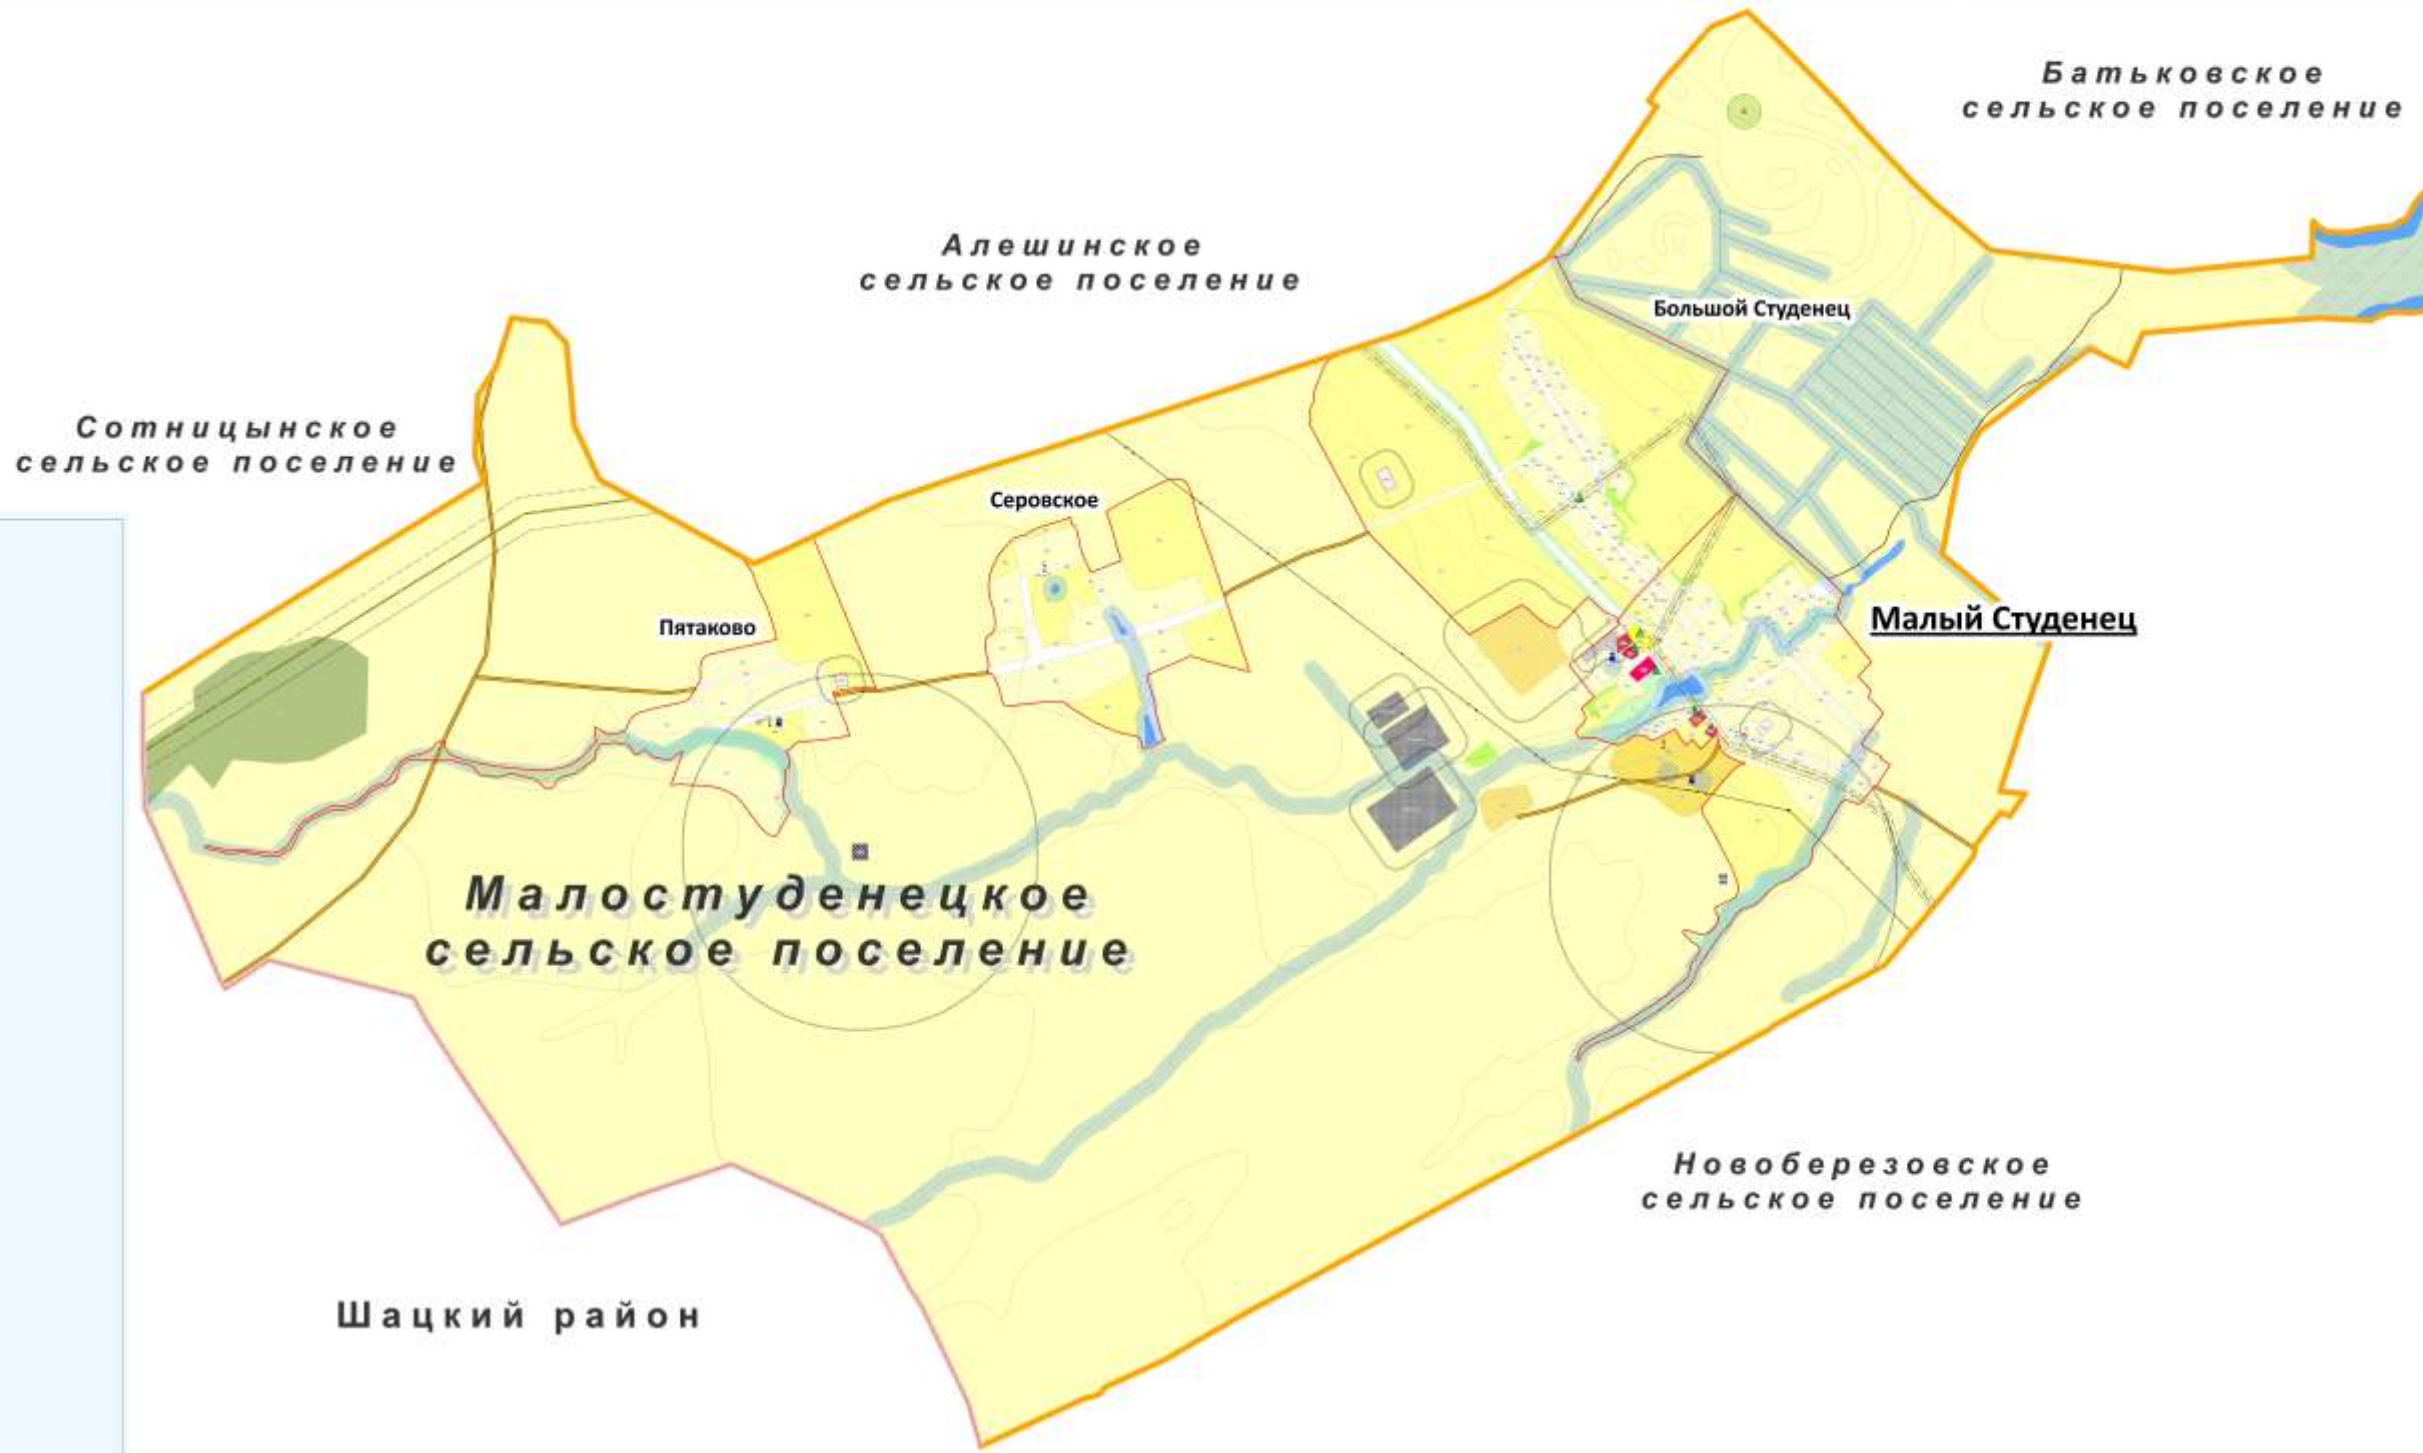 Батьковское
сельское поселение
Алешинское
сельское поселение
Большой Студенец
Сотницынское
сельское поселение
Серовское
Малый Студенец
Пятаково
Малостуденецкое
сельское поселение
Новоберезовское
сельское поселение
Шацкий район